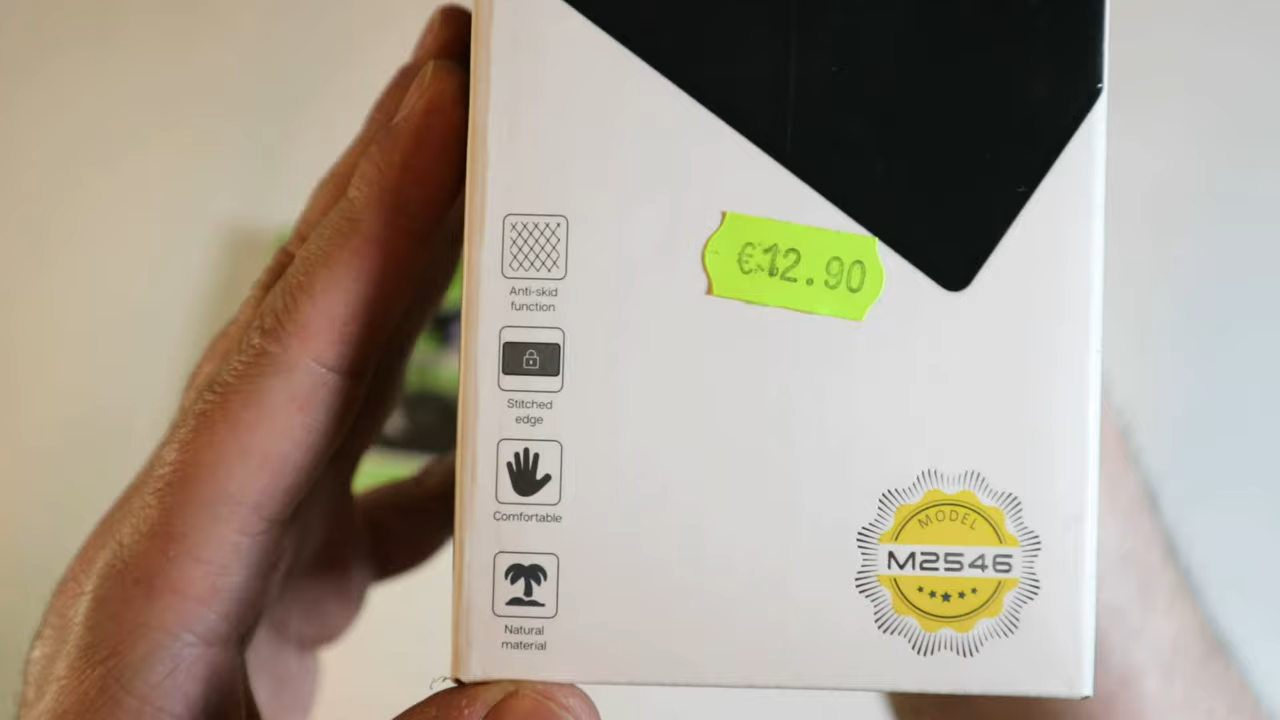 €12.90
Anti-skid
function
Stitched
edge
Comfortable
Natural
material
MODEL
M2546